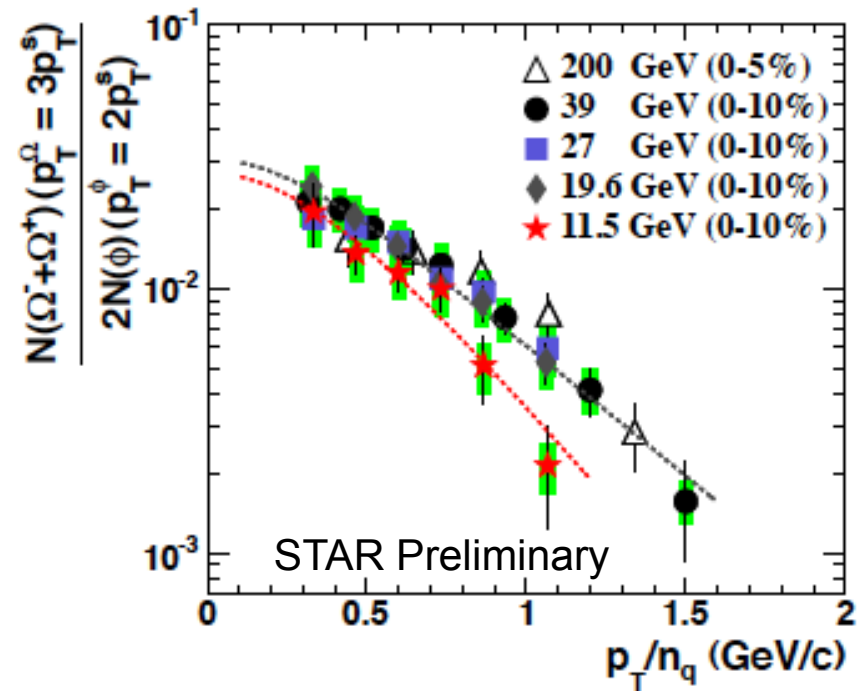 N(Ω⁻+Ω⁺)(p_T^Ω = 3p_T^s)
2N(ϕ)(p_T^ϕ = 2p_T^s)
10⁻¹
10⁻²
10⁻³
200 GeV (0-5%)
39 GeV (0-10%)
27 GeV (0-10%)
19.6 GeV (0-10%)
11.5 GeV (0-10%)
STAR Preliminary
0 0.5 1 1.5 2
p_T/n_q (GeV/c)